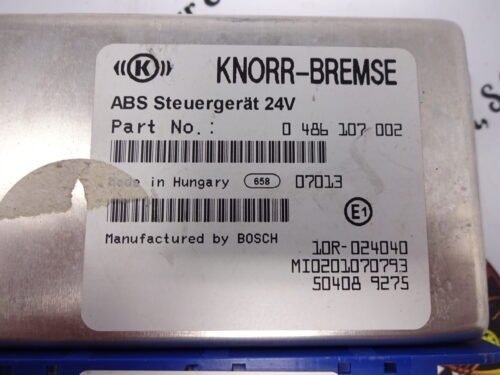 ((K)) KNORR-BREMSE
ABS Steuergerät 24V
Part No.: 0 486 107 002
Made in Hungary 658 07013
E1
Manufactured by BOSCH
10R-024040
MI0201070793
50408 9275